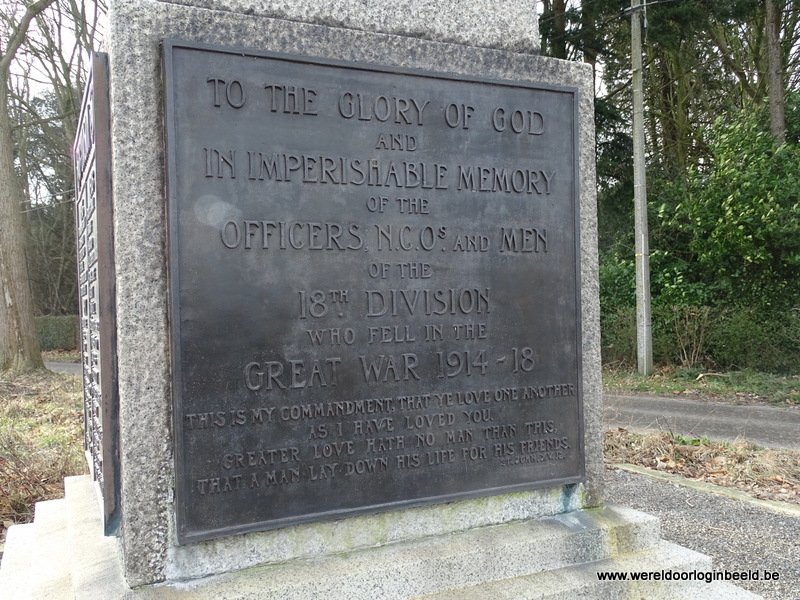 TO THE GLORY OF GOD
AND
IN IMPERISHABLE MEMORY
OF THE
OFFICERS, N.C.Os. AND MEN
OF THE
18TH DIVISION
WHO FELL IN THE
GREAT WAR 1914-18
THIS IS MY COMMANDMENT, THAT YE LOVE ONE ANOTHER
AS I HAVE LOVED YOU.
GREATER LOVE HATH NO MAN THAN THIS,
THAT A MAN LAY DOWN HIS LIFE FOR HIS FRIENDS.
www.wereldoorloginbeeld.be